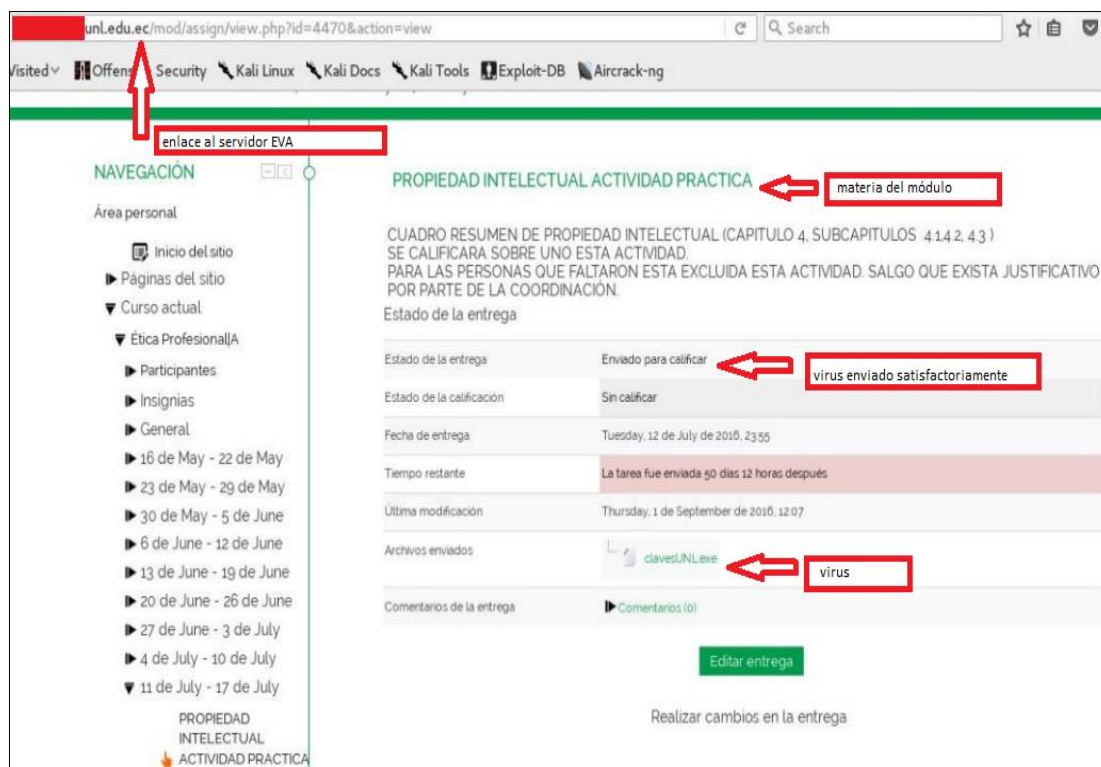 unl.edu.ec/mod/assign/view.php?id=4470&action=view
Search
Visited
Offens Security
Kali Linux
Kali Docs
Kali Tools
Exploit-DB
Aircrack-ng
enlace al servidor EVA
NAVEGACIÓN
Área personal
Inicio del sitio
Páginas del sitio
Curso actual
Ética Profesional|A
Participantes
Insignias
General
16 de May - 22 de May
23 de May - 29 de May
30 de May - 5 de June
6 de June - 12 de June
13 de June - 19 de June
20 de June - 26 de June
27 de June - 3 de July
4 de July - 10 de July
11 de July - 17 de July
PROPIEDAD
INTELECTUAL
ACTIVIDAD PRACTICA
PROPIEDAD INTELECTUAL ACTIVIDAD PRACTICA
materia del módulo
CUADRO RESUMEN DE PROPIEDAD INTELECTUAL (CAPITULO 4, SUBCAPITULOS 4.1.4.2, 4.3 )
SE CALIFICARA SOBRE UNO ESTA ACTIVIDAD.
PARA LAS PERSONAS QUE FALTARON ESTA EXCLUIDA ESTA ACTIVIDAD. SALGO QUE EXISTA JUSTIFICATIVO
POR PARTE DE LA COORDINACIÓN.
Estado de la entrega
Estado de la entrega Enviado para calificar
virus enviado satisfactoriamente
Estado de la calificación Sin calificar
Fecha de entrega Tuesday, 12 de July de 2016, 23:55
Tiempo restante La tarea fue enviada 50 días 12 horas después
Última modificación Thursday, 1 de September de 2016, 12:07
Archivos enviados clavesUNL.exe
virus
Comentarios de la entrega Comentarios (0)
Editar entrega
Realizar cambios en la entrega